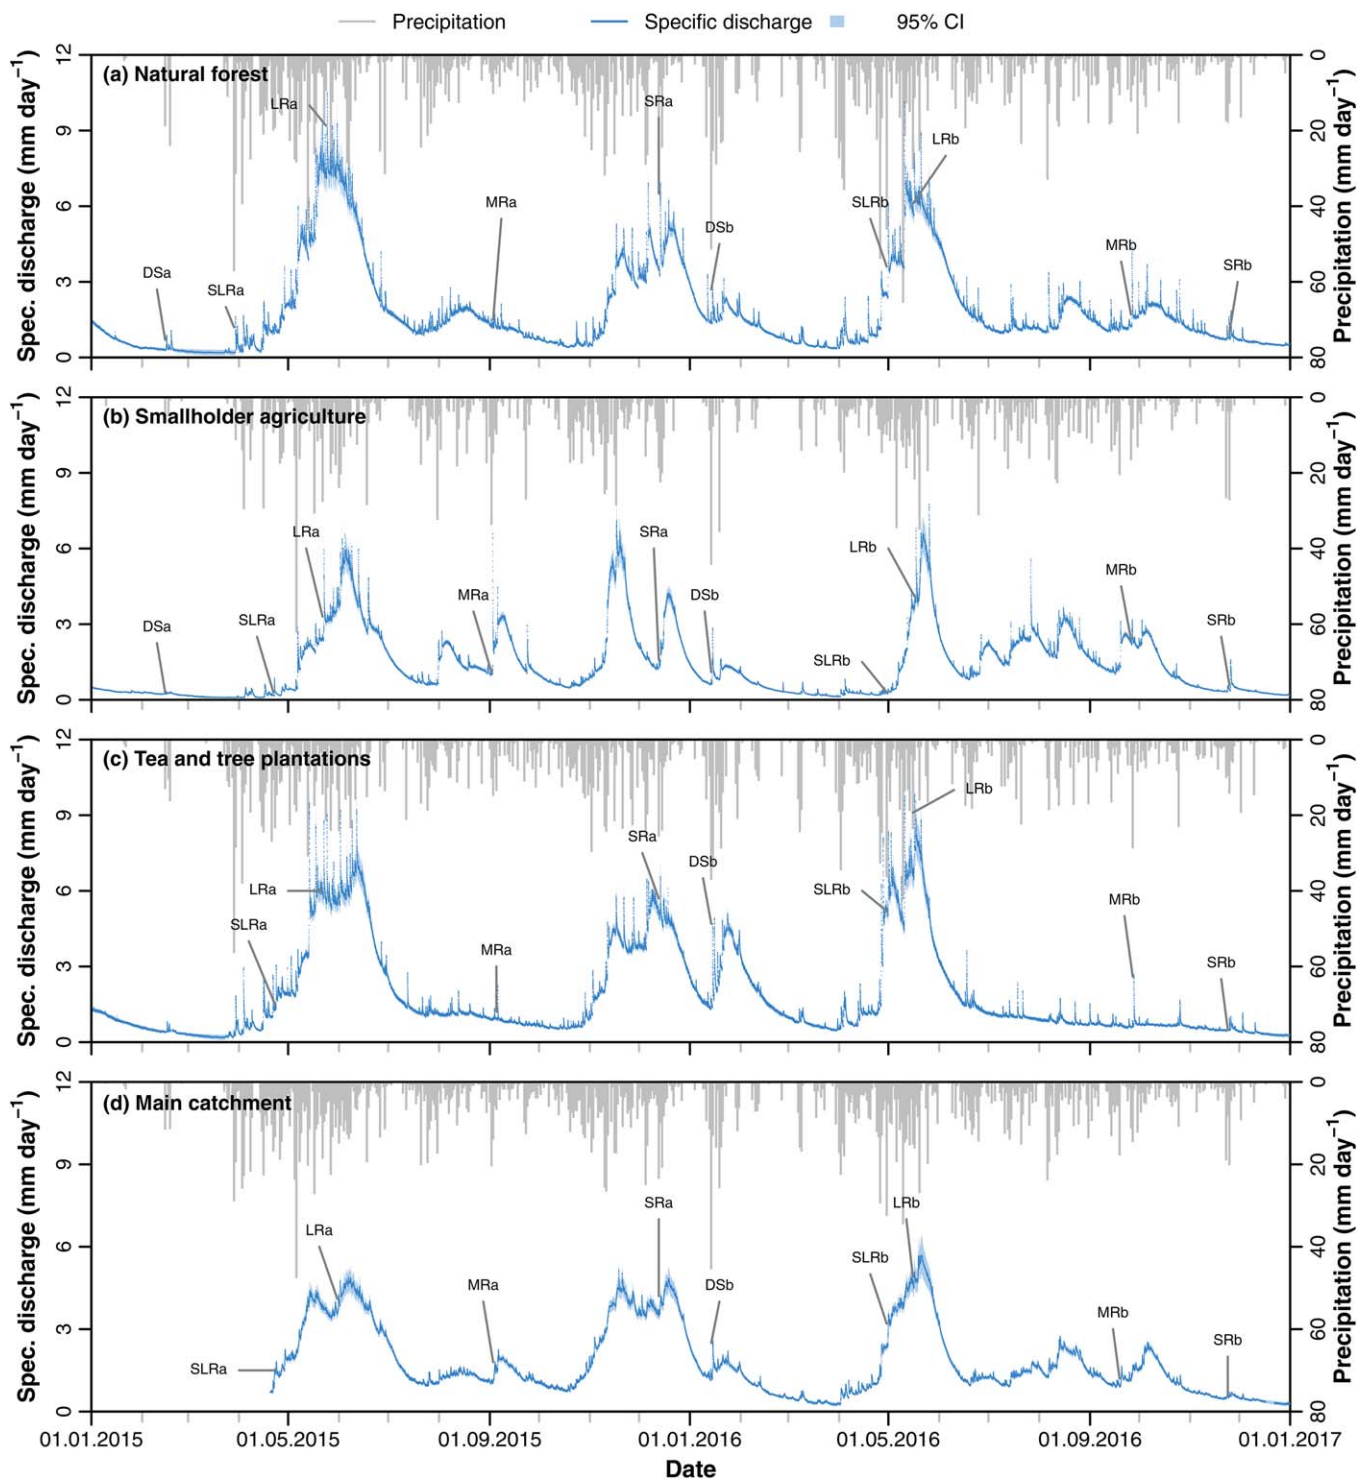 Precipitation Specific discharge 95% CI
(a) Natural forest
Spec. discharge (mm day−1)
12
9
6
3
0
DSa
SLRa
LRa
MRa
SRa
DSb
SLRb
LRb
MRb
SRb
0
20
40
60
80
Precipitation (mm day−1)
(b) Smallholder agriculture
Spec. discharge (mm day−1)
12
9
6
3
0
DSa
SLRa
LRa
MRa
SRa
DSb
SLRb
LRb
MRb
SRb
0
20
40
60
80
Precipitation (mm day−1)
(c) Tea and tree plantations
Spec. discharge (mm day−1)
12
9
6
3
0
SLRa
LRa
MRa
SRa
DSb
SLRb
LRb
MRb
SRb
0
20
40
60
80
Precipitation (mm day−1)
(d) Main catchment
Spec. discharge (mm day−1)
12
9
6
3
0
SLRa
LRa
MRa
SRa
DSb
SLRb
LRb
MRb
SRb
0
20
40
60
80
Precipitation (mm day−1)
01.01.2015 01.05.2015 01.09.2015 01.01.2016 01.05.2016 01.09.2016 01.01.2017
Date